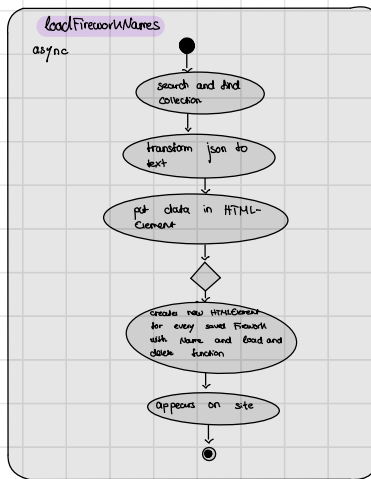 loadFireworkNames
async
search and find
collection
transform json to
text
put data in HTML-
Element
creates new HTMLElement
for every saved Firework
with Name and load and
delete function
appears on site